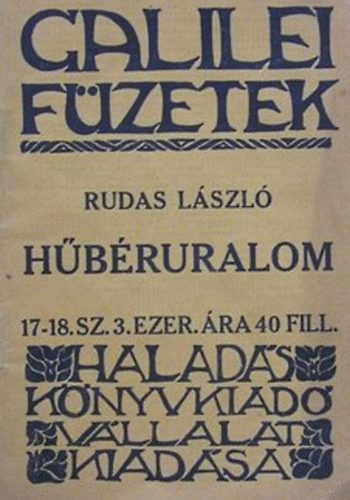 GALILEI
FÜZETEK
RUDAS LÁSZLÓ
HŰBÉRURALOM
17-18. SZ. 3. EZER. ÁRA 40 FILL.
HALADÁS
KÖNYVKIADÓ
VÁLLALAT
KIADÁSA